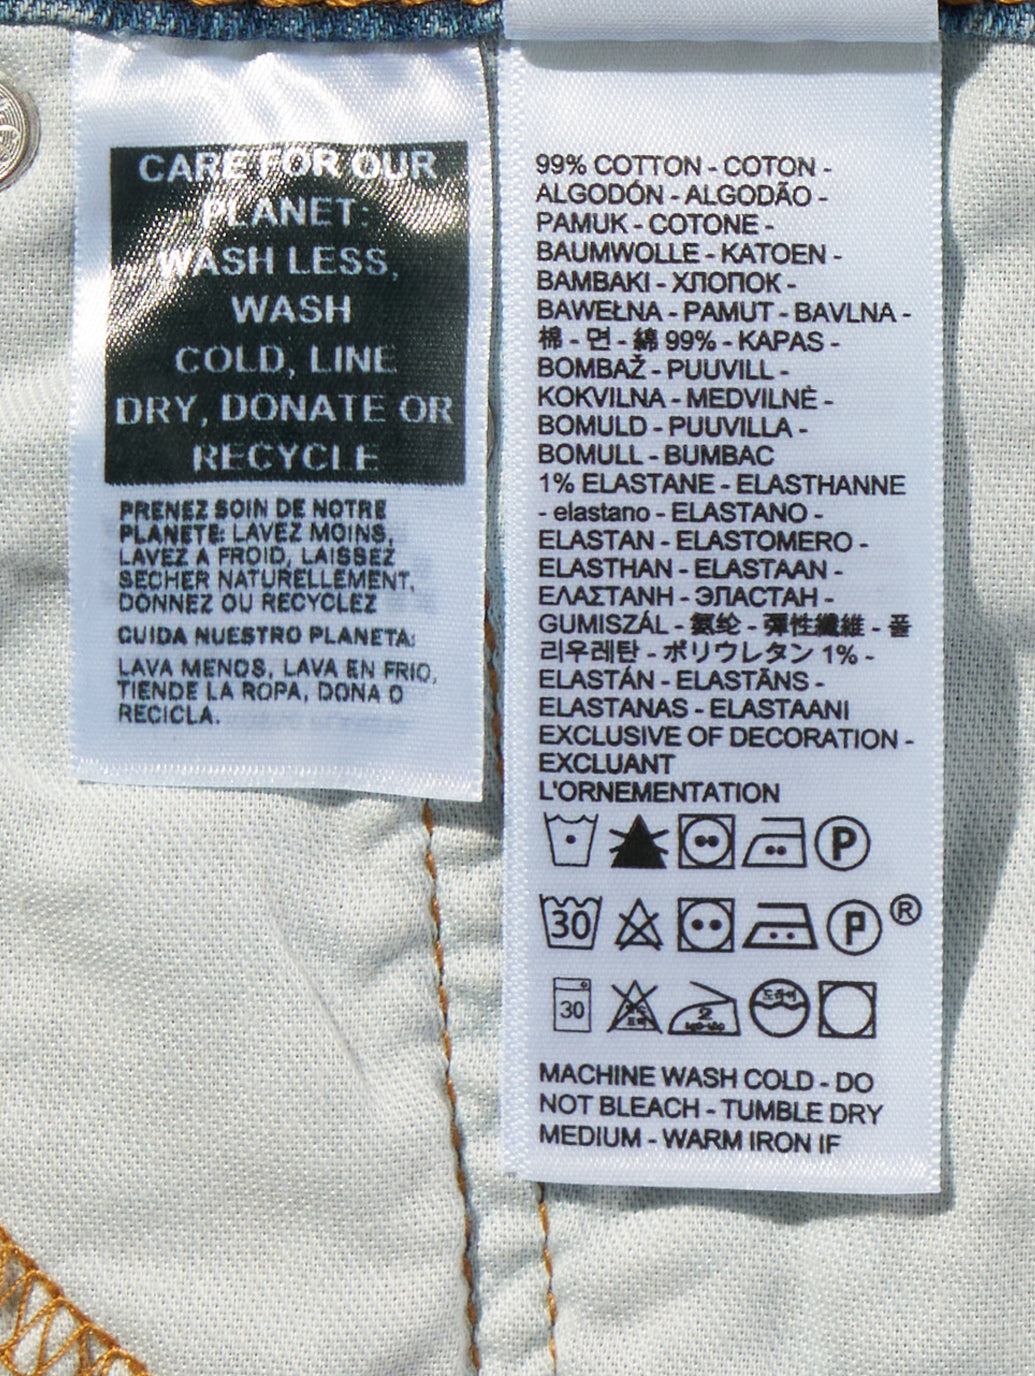 CARE FOR OUR
PLANET:
WASH LESS,
WASH
COLD, LINE
DRY, DONATE OR
RECYCLE
PRENEZ SOIN DE NOTRE
PLANETE: LAVEZ MOINS,
LAVEZ A FROID, LAISSEZ
SECHER NATURELLEMENT,
DONNEZ OU RECYCLEZ
CUIDA NUESTRO PLANETA:
LAVA MENOS, LAVA EN FRIO,
TIENDE LA ROPA, DONA O
RECICLA.
99% COTTON - COTON -
ALGODÓN - ALGODÃO -
PAMUK - COTONE -
BAUMWOLLE - KATOEN -
BAMBAKI - ХЛОПОК -
BAWEŁNA - PAMUT - BAVLNA -
棉 - 면 - 綿 99% - KAPAS -
BOMBAŽ - PUUVILL -
KOKVILNA - MEDVILNĖ -
BOMULD - PUUVILLA -
BOMULL - BUMBAC
1% ELASTANE - ELASTHANNE
- elastano - ELASTANO -
ELASTAN - ELASTOMERO -
ELASTHAN - ELASTAAN -
ΕΛΑΣΤΑΝΗ - ЭЛАСТАН -
GUMISZÁL - 氨纶 - 彈性纖維 - 폴
리우레탄 - ポリウレタン 1% -
ELASTÁN - ELASTĀNS -
ELASTANAS - ELASTAANI
EXCLUSIVE OF DECORATION -
EXCLUANT
L'ORNEMENTATION
P
30 P ®
30 도라이
MACHINE WASH COLD - DO
NOT BLEACH - TUMBLE DRY
MEDIUM - WARM IRON IF